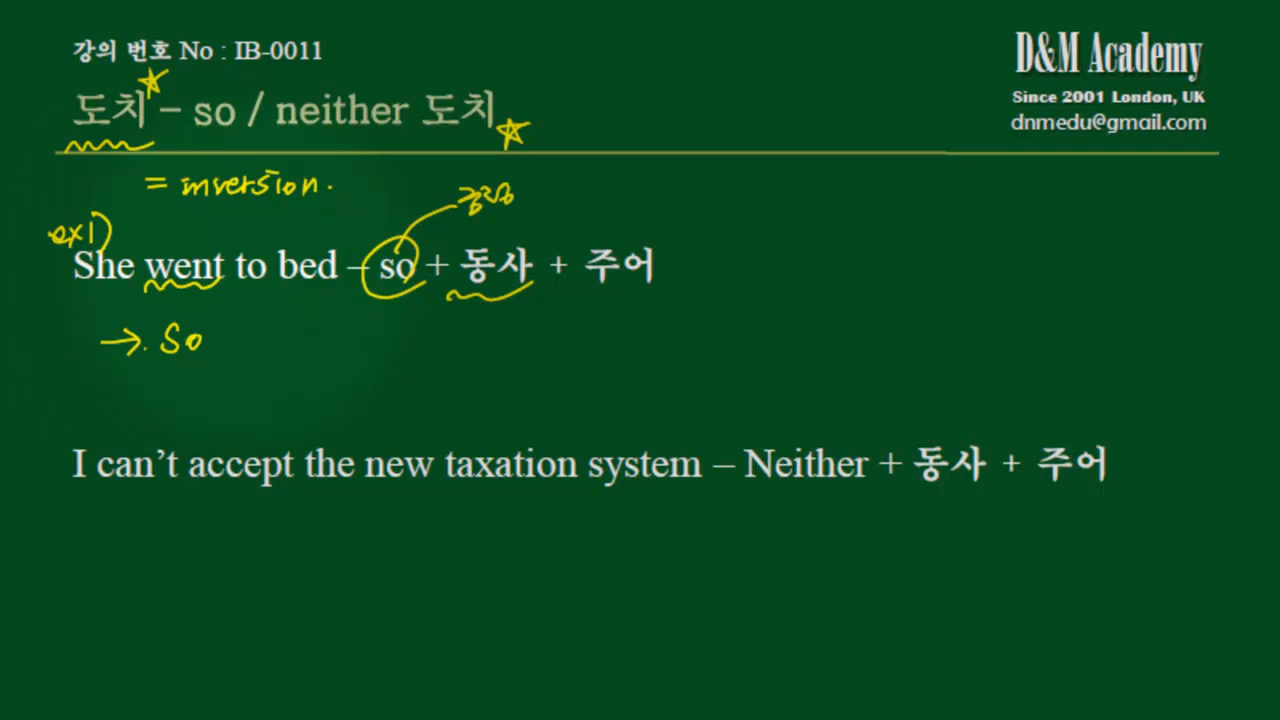 강의 번호 No : IB-0011
D&M Academy
Since 2001 London, UK
dnmedu@gmail.com
도치 – so / neither 도치
= inversion.
긍정
ex1)
She went to bed – so + 동사 + 주어
→. So
I can’t accept the new taxation system – Neither + 동사 + 주어